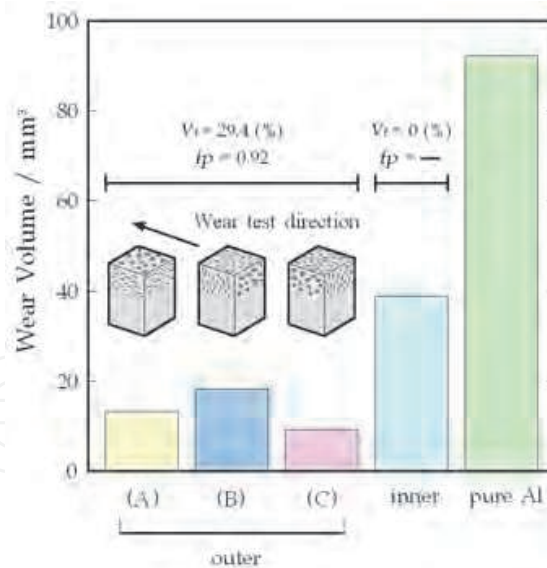 Wear Volume / mm³
100
80
60
40
20
0
Vf = 29.4 (%)
fp = 0.92
Vf = 0 (%)
fp = —
Wear test direction
(A)
(B)
(C)
inner
pure Al
outer